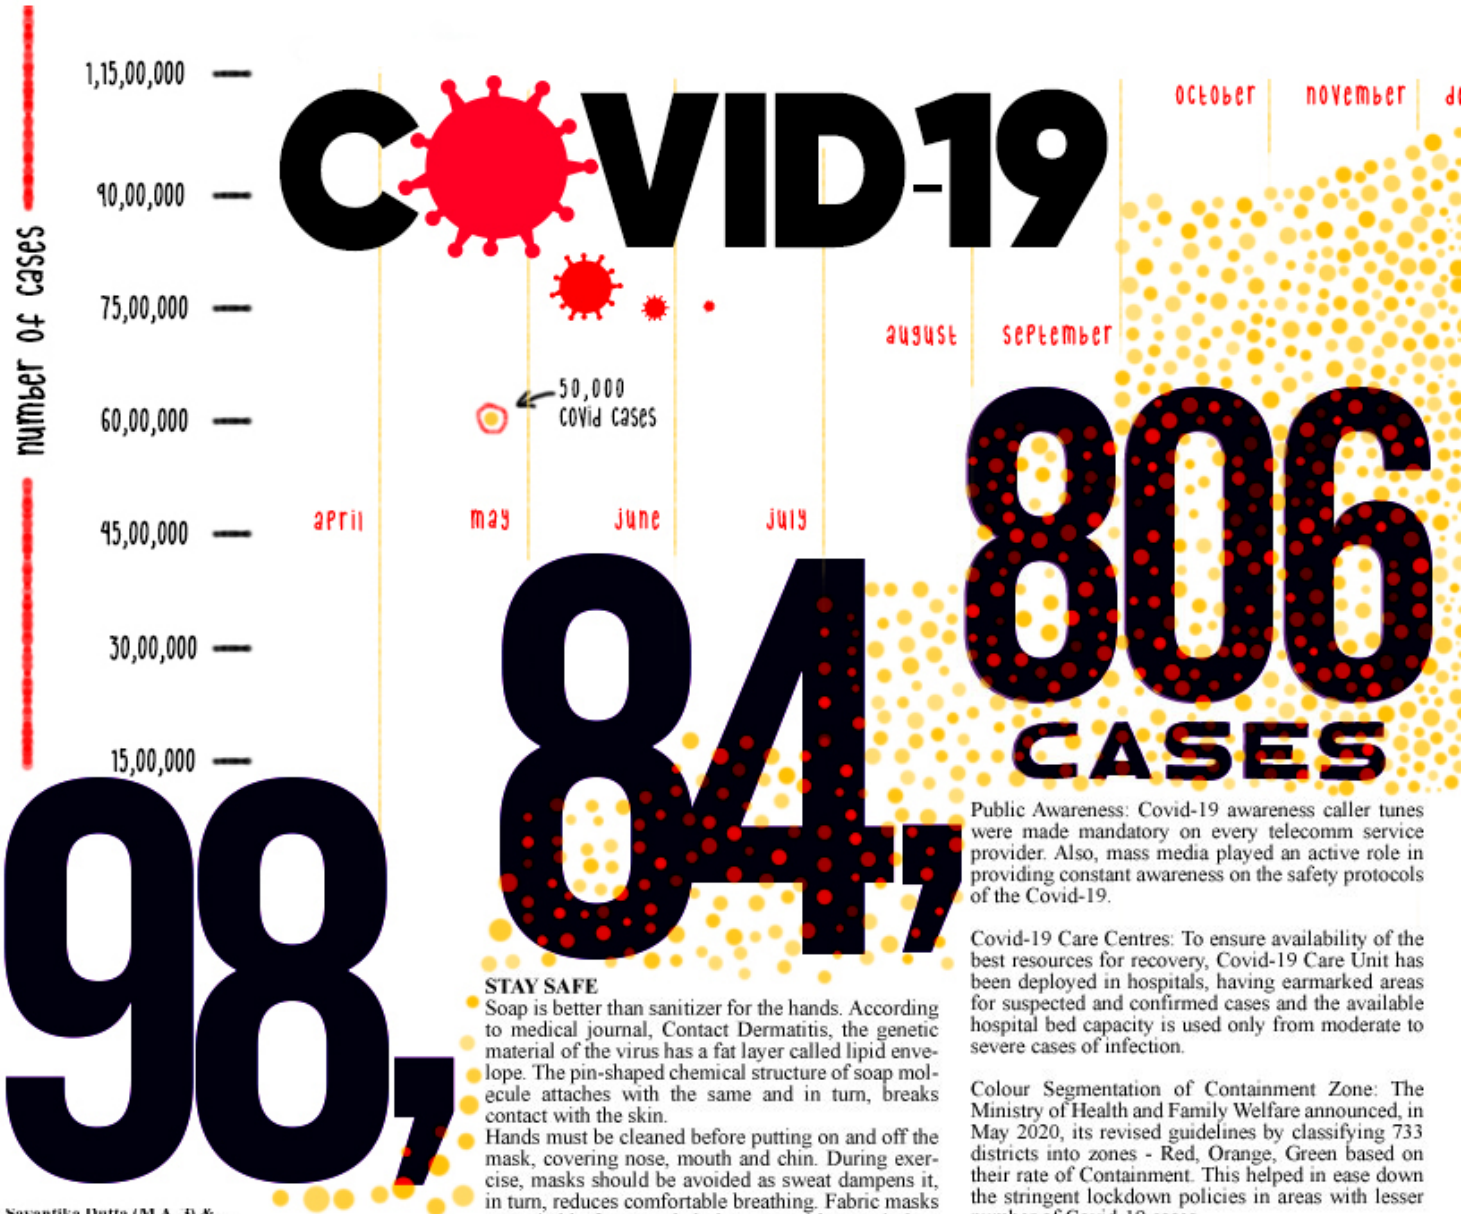 number of cases
1,15,00,000
90,00,000
75,00,000
60,00,000
45,00,000
30,00,000
15,00,000
COVID-19
50,000
covid cases
april
may
june
july
august
september
october
november
98,
84,
806
CASES
STAY SAFE
Soap is better than sanitizer for the hands. According
to medical journal, Contact Dermatitis, the genetic
material of the virus has a fat layer called lipid enve-
lope. The pin-shaped chemical structure of soap mol-
ecule attaches with the same and in turn, breaks
contact with the skin.
Hands must be cleaned before putting on and off the
mask, covering nose, mouth and chin. During exer-
cise, masks should be avoided as sweat dampens it,
in turn, reduces comfortable breathing. Fabric masks
Public Awareness: Covid-19 awareness caller tunes
were made mandatory on every telecomm service
provider. Also, mass media played an active role in
providing constant awareness on the safety protocols
of the Covid-19.
Covid-19 Care Centres: To ensure availability of the
best resources for recovery, Covid-19 Care Unit has
been deployed in hospitals, having earmarked areas
for suspected and confirmed cases and the available
hospital bed capacity is used only from moderate to
severe cases of infection.
Colour Segmentation of Containment Zone: The
Ministry of Health and Family Welfare announced, in
May 2020, its revised guidelines by classifying 733
districts into zones - Red, Orange, Green based on
their rate of Containment. This helped in ease down
the stringent lockdown policies in areas with lesser